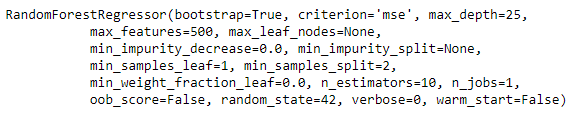 RandomForestRegressor(bootstrap=True, criterion='mse', max_depth=25,
max_features=500, max_leaf_nodes=None,
min_impurity_decrease=0.0, min_impurity_split=None,
min_samples_leaf=1, min_samples_split=2,
min_weight_fraction_leaf=0.0, n_estimators=10, n_jobs=1,
oob_score=False, random_state=42, verbose=0, warm_start=False)